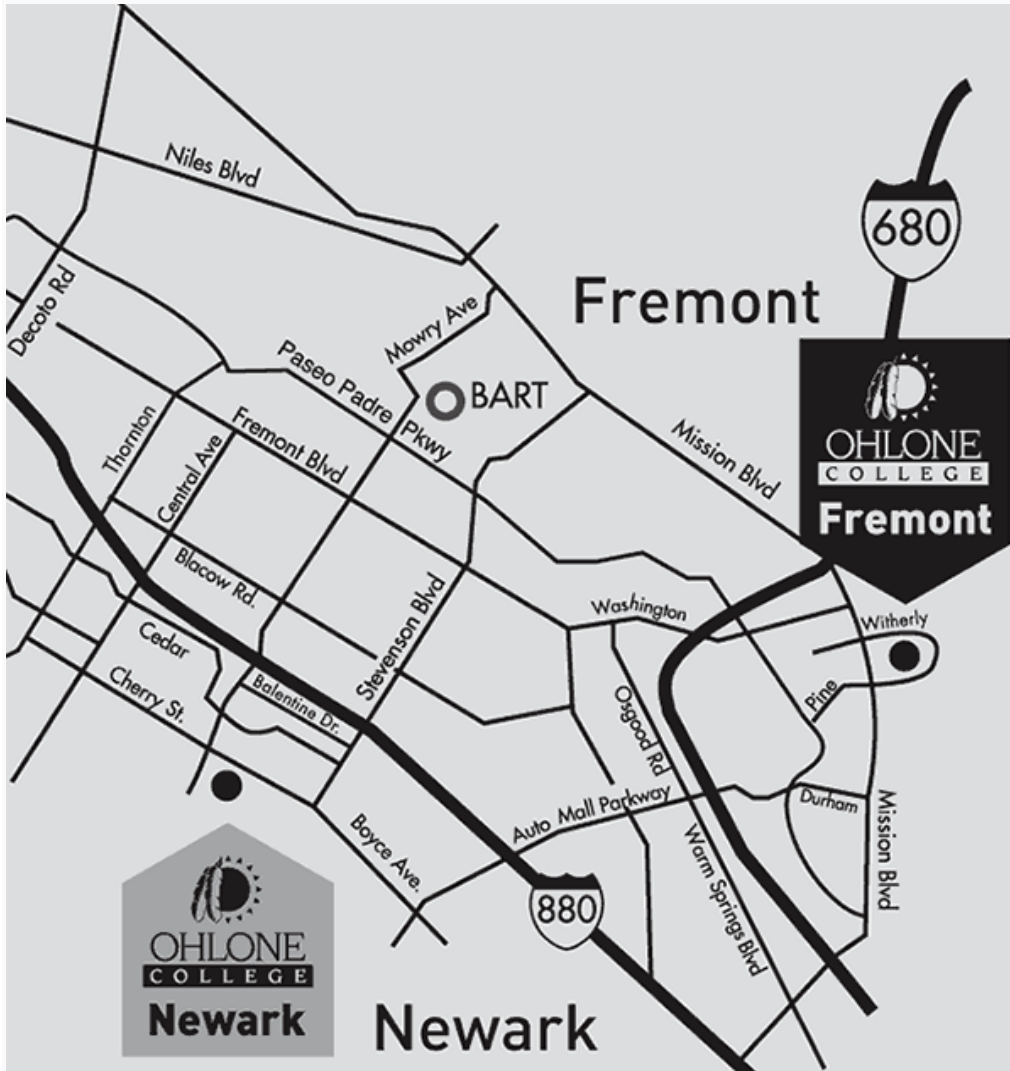 Niles Blvd
680
Decoto Rd
Mowry Ave
Fremont
Paseo Padre
Pkwy
BART
OHLONE
COLLEGE
Fremont
Thornton
Central Ave
Fremont Blvd
Mission Blvd
Blacow Rd.
Stevenson Blvd
Washington
Witherly
Cedar
Cherry St.
Balentine Dr.
Pine
Osgood Rd
Auto Mall Parkway
Durham
Mission Blvd
Boyce Ave.
Warm Springs Blvd
880
OHLONE
COLLEGE
Newark
Newark